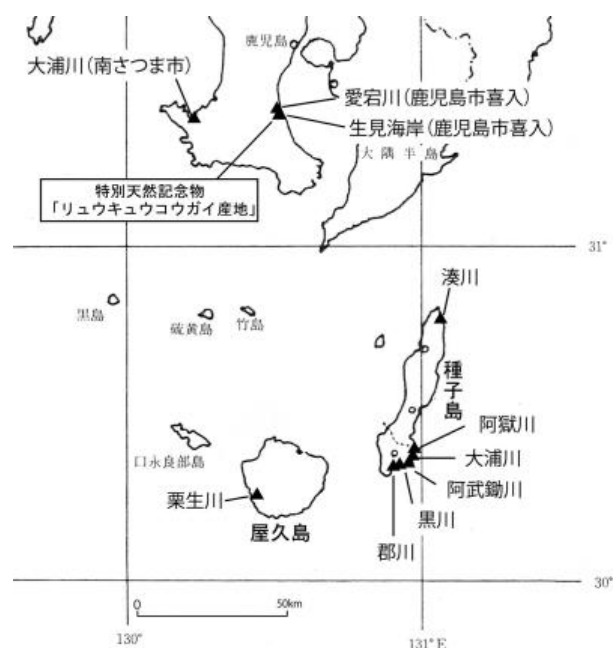 鹿児島
大浦川(南さつま市)
愛宕川(鹿児島市喜入)
生見海岸(鹿児島市喜入)
大隅半島
特別天然記念物
「リュウキュウコウガイ産地」
31°
湊川
黒島
硫黄島
竹島
種子島
阿嶽川
口永良部島
大浦川
栗生川
阿武鋤川
屋久島
黒川
郡川
30°
0
50km
130°
131°E